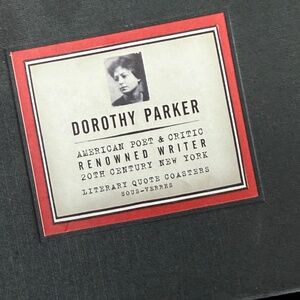 DOROTHY PARKER
AMERICAN POET & CRITIC
RENOWNED WRITER
20TH CENTURY NEW YORK
LITERARY QUOTE COASTERS
SOUS-VERRES